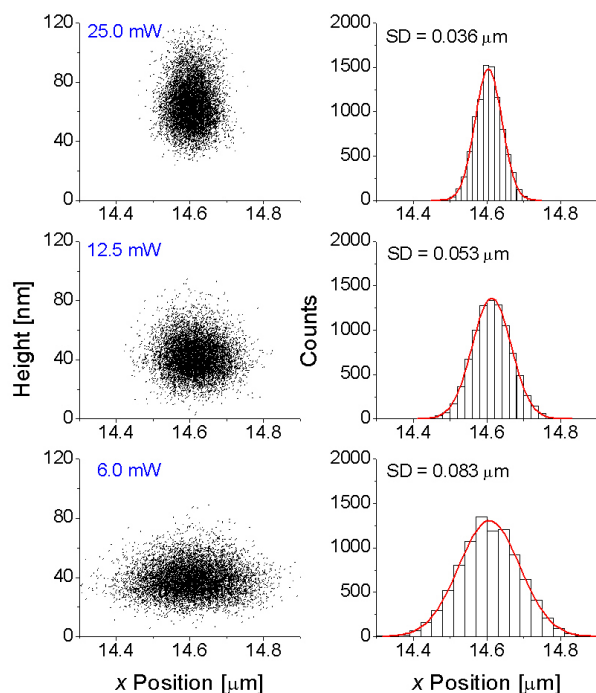 25.0 mW
120
80
40
0
14.4 14.6 14.8
SD = 0.036 µm
2000
1500
1000
500
0
14.4 14.6 14.8
12.5 mW
120
80
40
0
14.4 14.6 14.8
Height [nm]
SD = 0.053 µm
2000
1500
1000
500
0
14.4 14.6 14.8
Counts
6.0 mW
120
80
40
0
14.4 14.6 14.8
x Position [µm]
SD = 0.083 µm
2000
1500
1000
500
0
14.4 14.6 14.8
x Position [µm]